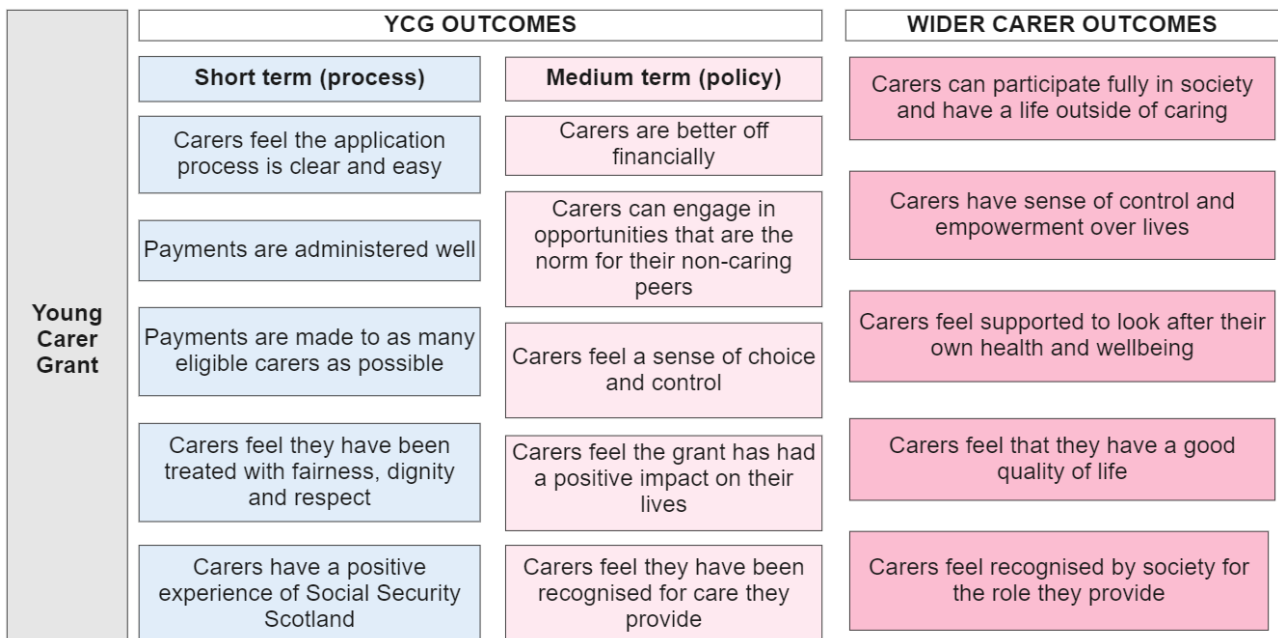 Young
Carer
Grant
YCG OUTCOMES
Short term (process)
Carers feel the application
process is clear and easy
Payments are administered well
Payments are made to as many
eligible carers as possible
Carers feel they have been
treated with fairness, dignity
and respect
Carers have a positive
experience of Social Security
Scotland
Medium term (policy)
Carers are better off
financially
Carers can engage in
opportunities that are the
norm for their non-caring
peers
Carers feel a sense of choice
and control
Carers feel the grant has had
a positive impact on their
lives
Carers feel they have been
recognised for care they
provide
WIDER CARER OUTCOMES
Carers can participate fully in society
and have a life outside of caring
Carers have sense of control and
empowerment over lives
Carers feel supported to look after their
own health and wellbeing
Carers feel that they have a good
quality of life
Carers feel recognised by society for
the role they provide